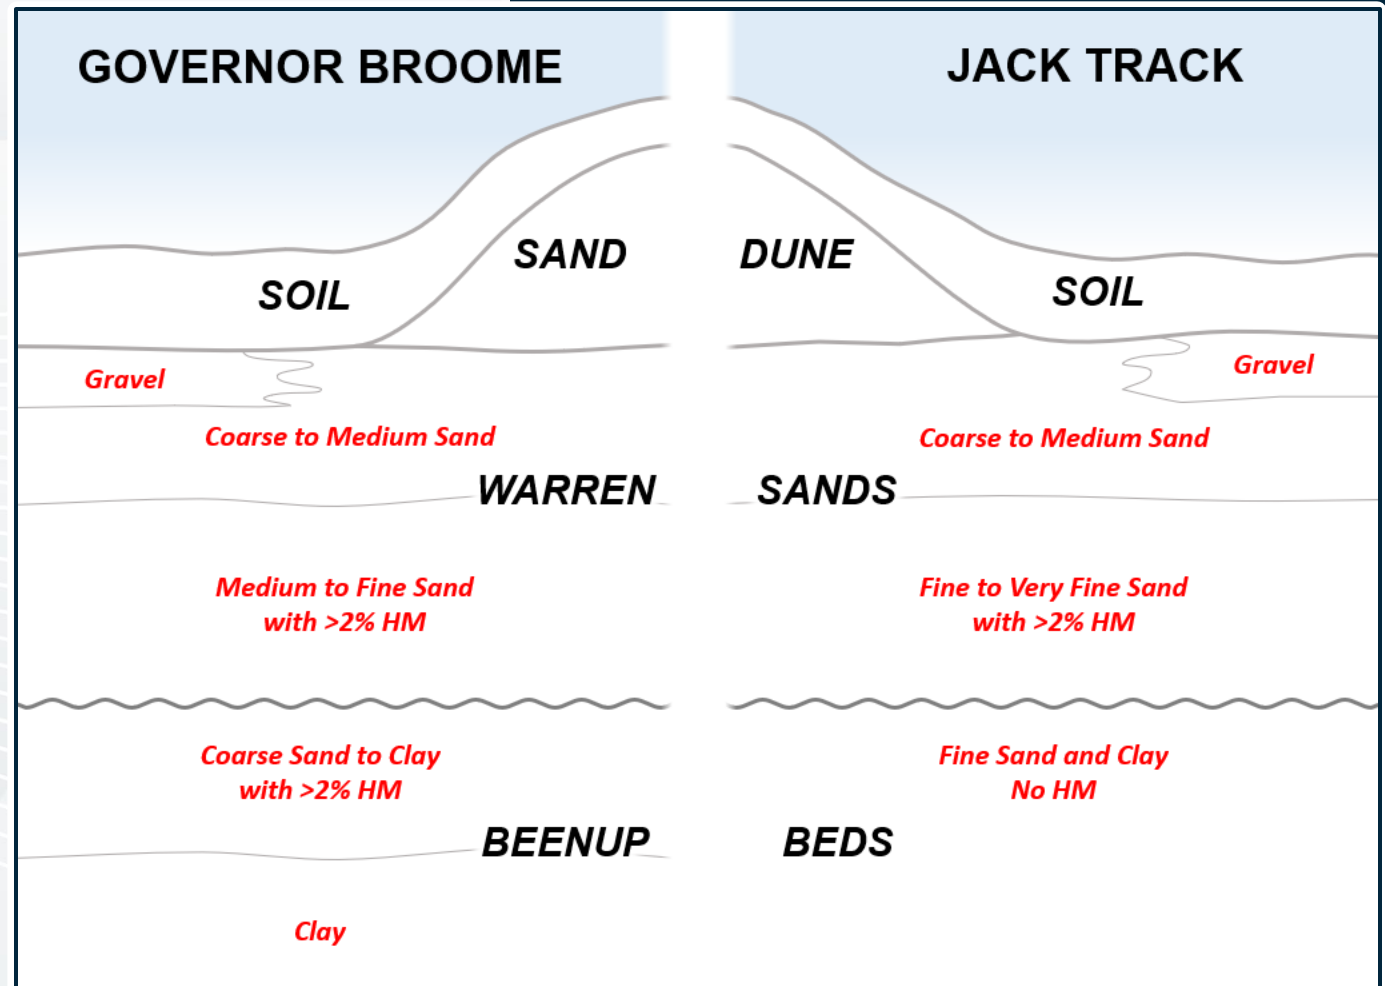 GOVERNOR BROOME
JACK TRACK
SAND
DUNE
SOIL
SOIL
Gravel
Gravel
Coarse to Medium Sand
Coarse to Medium Sand
WARREN
SANDS
Medium to Fine Sand
with >2% HM
Fine to Very Fine Sand
with >2% HM
Coarse Sand to Clay
with >2% HM
Fine Sand and Clay
No HM
BEENUP
BEDS
Clay